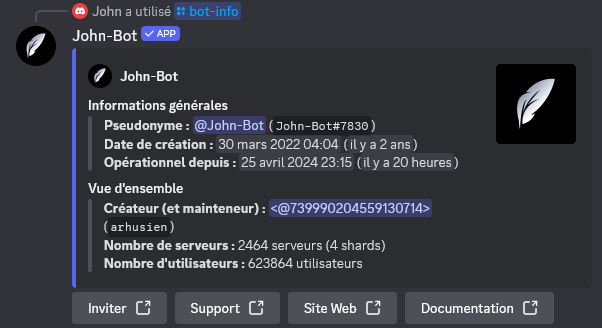 John a utilisé bot-info
John-Bot APP
John-Bot
Informations générales
Pseudonyme : @John-Bot (John-Bot#7830)
Date de création : 30 mars 2022 04:04 (il y a 2 ans)
Opérationnel depuis : 25 avril 2024 23:15 (il y a 20 heures)
Vue d'ensemble
Créateur (et mainteneur) : <@739990204559130714>
(arhusien)
Nombre de serveurs : 2464 serveurs (4 shards)
Nombre d'utilisateurs : 623864 utilisateurs
Inviter Support Site Web Documentation